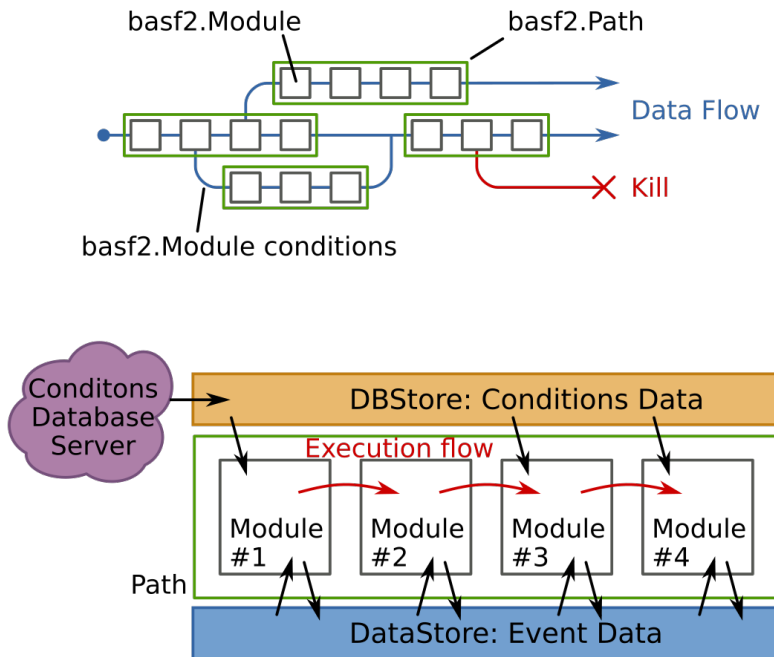 basf2.Module
basf2.Path
Data Flow
Kill
basf2.Module conditions
Conditons
Database
Server
DBStore: Conditions Data
Execution flow
Module
#1
Module
#2
Module
#3
Module
#4
Path
DataStore: Event Data